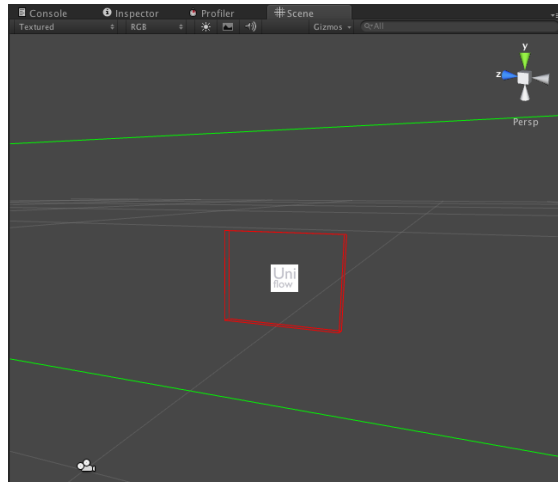 Console Inspector Profiler Scene
Textured RGB Gizmos All
y
z
Persp
Uni
flow